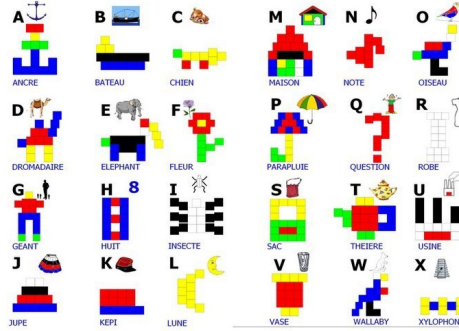 A B C M N O
ANCRE BATEAU CHIEN MAISON NOTE OISEAU
D E F P Q R
DROMADAIRE ELEPHANT FLEUR PARAPLUIE QUESTION ROBE
G H 8 I S T U
GEANT HUIT INSECTE SAC THEIERE USINE
J K L V W X
JUPE KEPI LUNE VASE WALLABY XYLOPHON